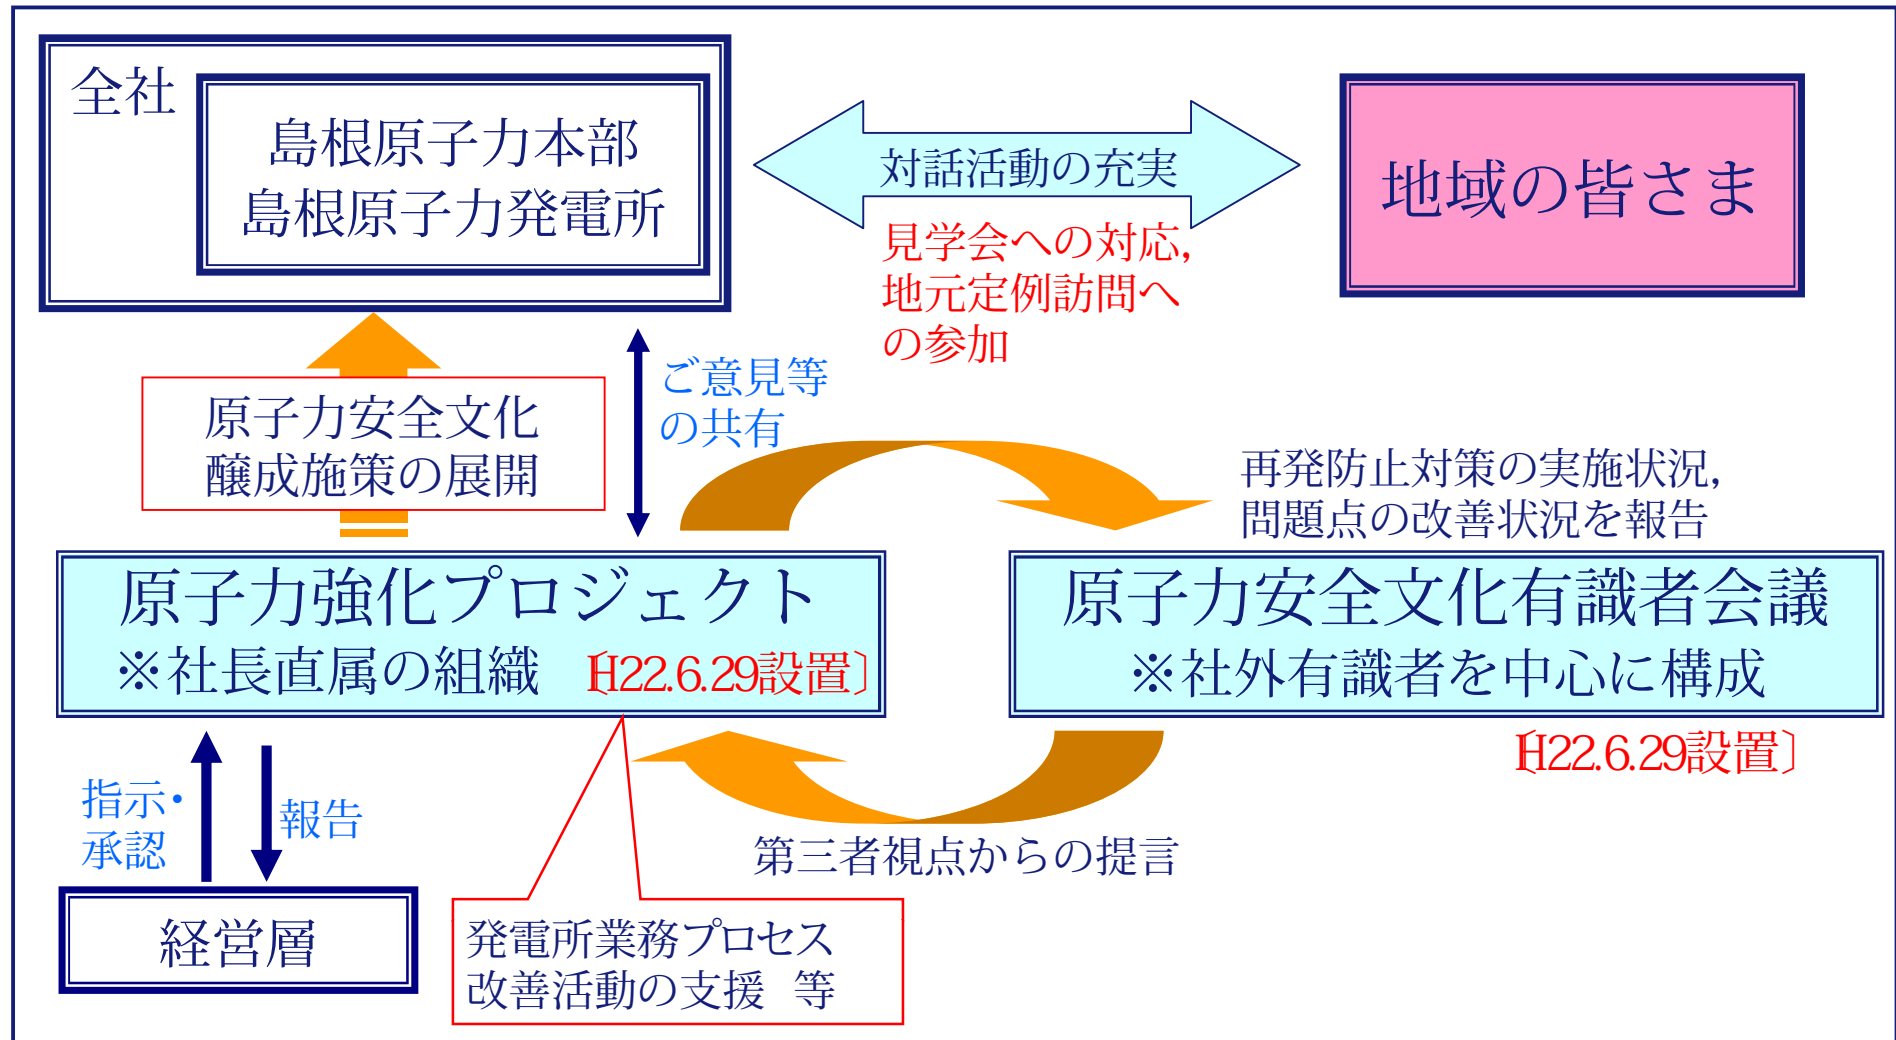 全社
島根原子力本部
島根原子力発電所
対話活動の充実
見学会への対応,
地元定例訪問へ
の参加
地域の皆さま
原子力安全文化
醸成施策の展開
ご意見等
の共有
再発防止対策の実施状況,
問題点の改善状況を報告
原子力強化プロジェクト
※社長直属の組織 〔H22.6.29設置〕
原子力安全文化有識者会議
※社外有識者を中心に構成
〔H22.6.29設置〕
指示・
承認
報告
第三者視点からの提言
経営層
発電所業務プロセス
改善活動の支援 等